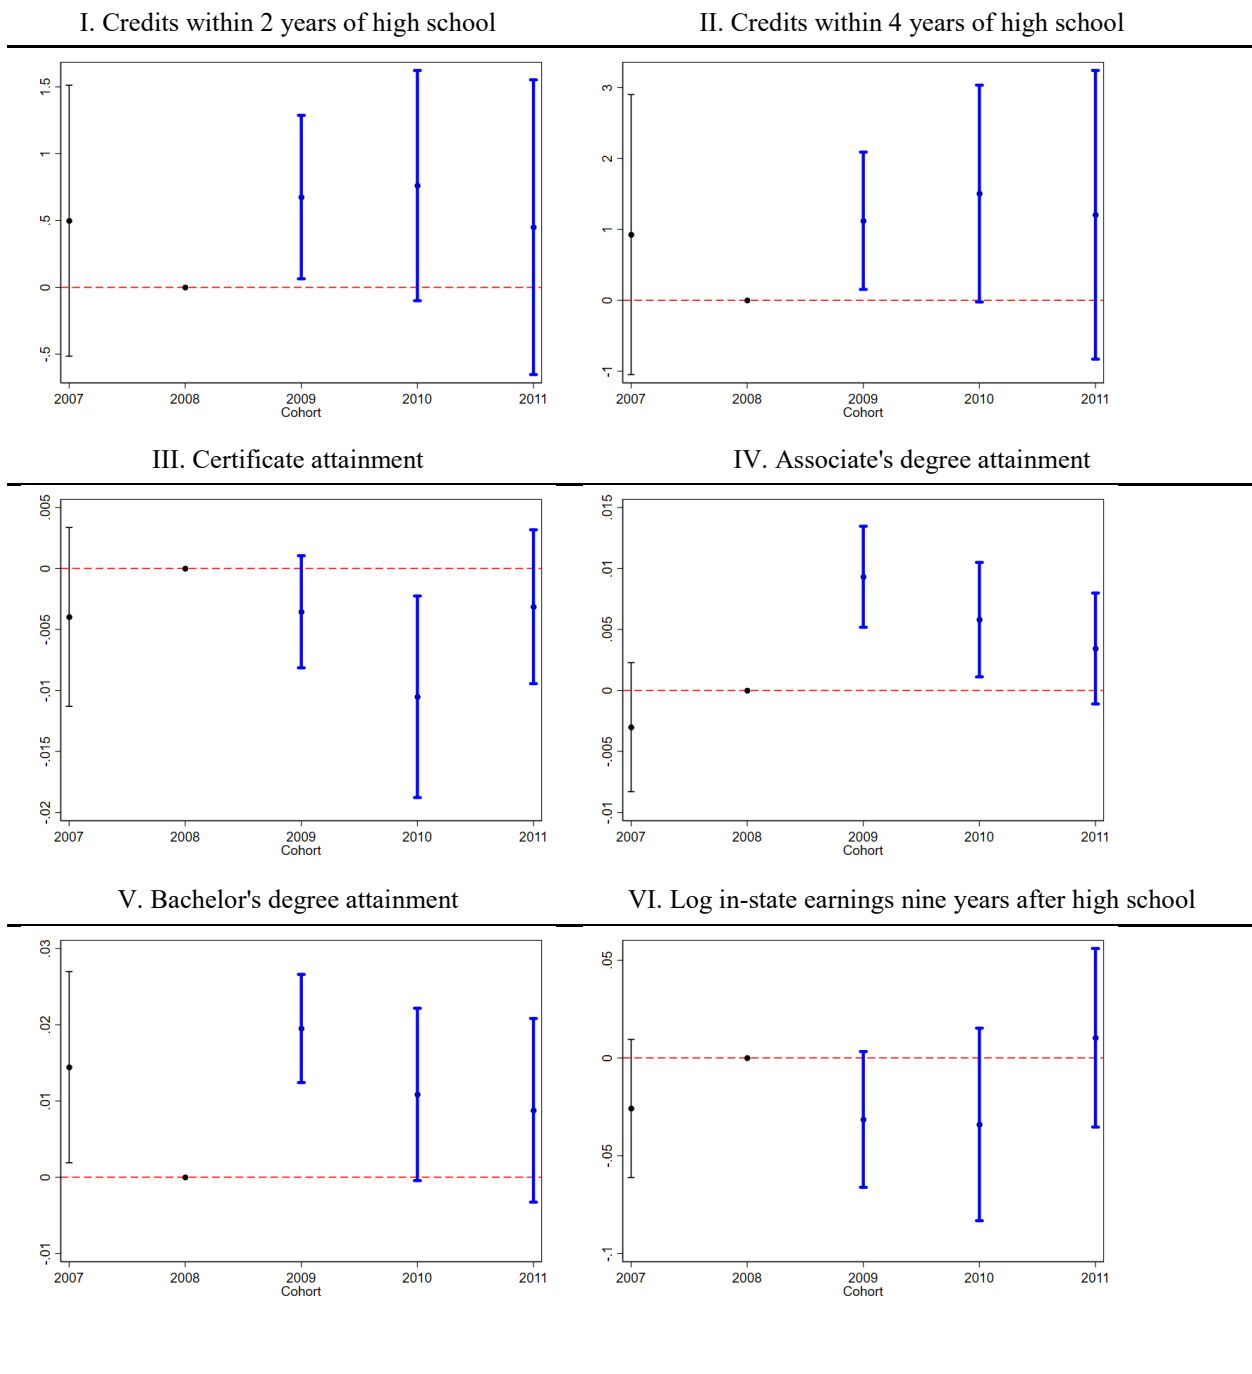 I. Credits within 2 years of high school
II. Credits within 4 years of high school
1.5
1
.5
0
-.5
2007 2008 2009 2010 2011
Cohort
3
2
1
0
-1
2007 2008 2009 2010 2011
Cohort
III. Certificate attainment
IV. Associate's degree attainment
.005
0
-.005
-.01
-.015
-.02
2007 2008 2009 2010 2011
Cohort
.015
.01
.005
0
-.005
-.01
2007 2008 2009 2010 2011
Cohort
V. Bachelor's degree attainment
VI. Log in-state earnings nine years after high school
.03
.02
.01
0
-.01
2007 2008 2009 2010 2011
Cohort
.05
0
-.05
-.1
2007 2008 2009 2010 2011
Cohort